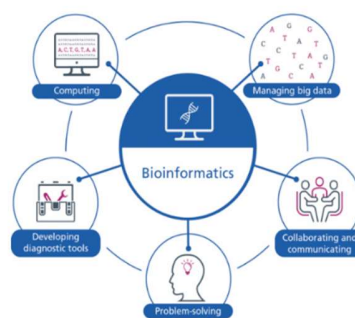 A C T G T A A
Computing
Managing big data
Bioinformatics
Developing
diagnostic tools
Collaborating and
communicating
Problem-solving